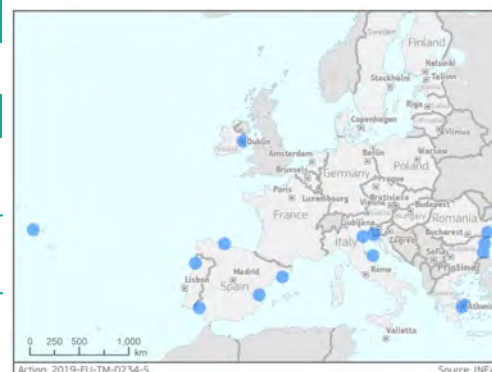 Sweden
Finland
Helsinki
Stockholm
Tallinn
Riga
Copenhagen
Vilnius
Dublin
Amsterdam
Berlin
Warsaw
Poland
Brussels
Germany
Prague
Paris
Luxembourg
Bratislava
Vienna
Budapest
France
Ljubljana
Romania
Zagreb
Bucharest
Italy
Sofia
Priština
Rome
Madrid
Lisbon
Spain
Athens
Valletta
0 250 500 1,000
km
Action 2019-EU-TM-0234-S
Source: INEA